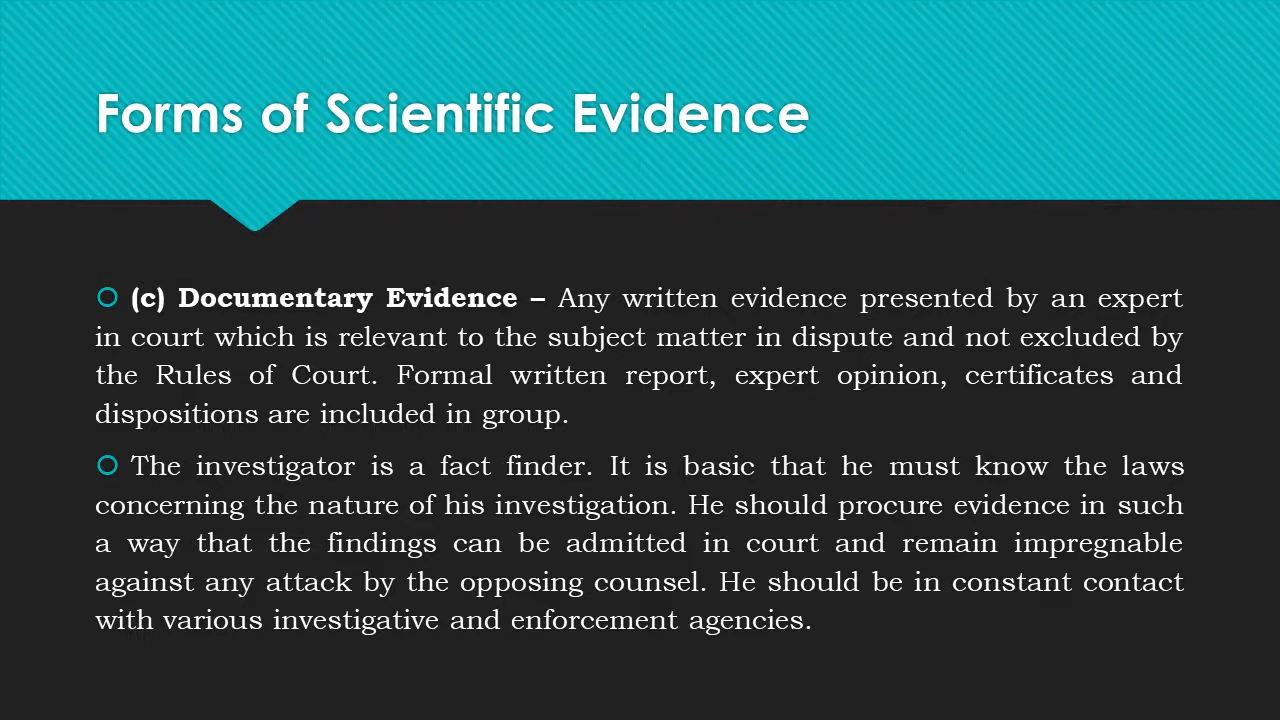 Forms of Scientific Evidence
(c) Documentary Evidence – Any written evidence presented by an expert
in court which is relevant to the subject matter in dispute and not excluded by
the Rules of Court. Formal written report, expert opinion, certificates and
dispositions are included in group.
The investigator is a fact finder. It is basic that he must know the laws
concerning the nature of his investigation. He should procure evidence in such
a way that the findings can be admitted in court and remain impregnable
against any attack by the opposing counsel. He should be in constant contact
with various investigative and enforcement agencies.